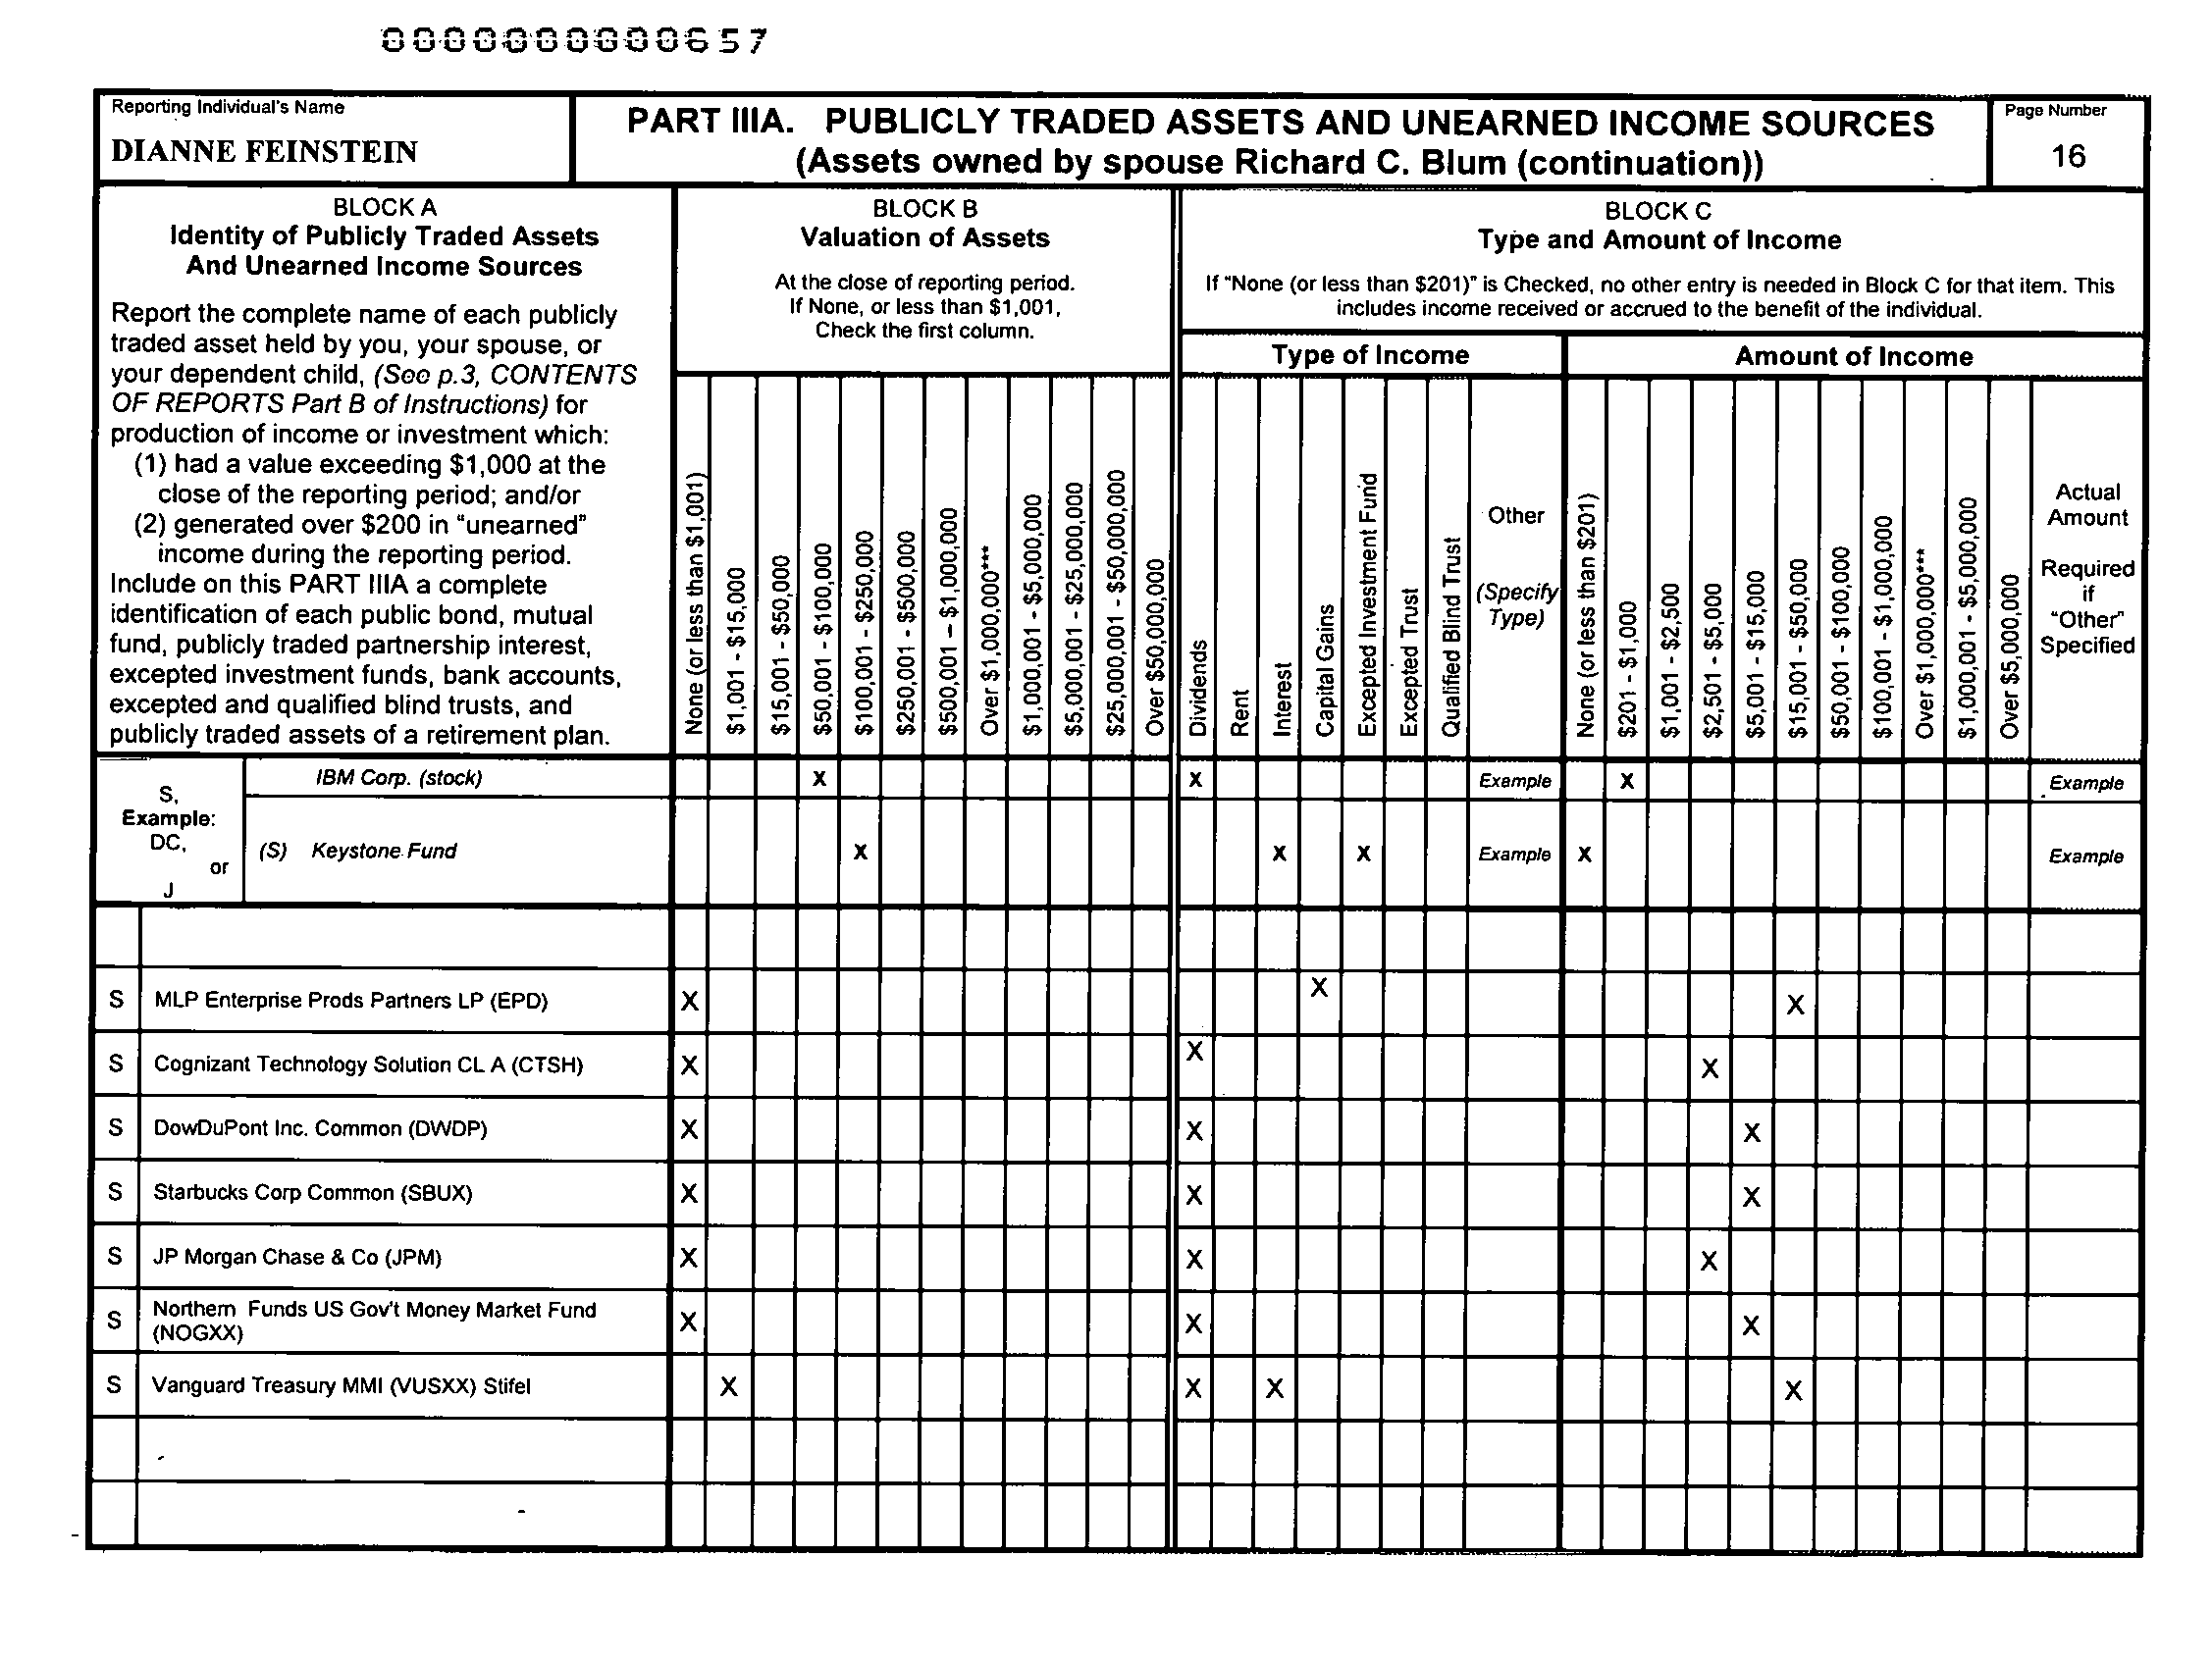 0000000000657
Reporting Individual's Name
DIANNE FEINSTEIN
PART IIIA. PUBLICLY TRADED ASSETS AND UNEARNED INCOME SOURCES
(Assets owned by spouse Richard C. Blum (continuation))
Page Number
16
BLOCK A
Identity of Publicly Traded Assets
And Unearned Income Sources
Report the complete name of each publicly
traded asset held by you, your spouse, or
your dependent child, (See p.3, CONTENTS
OF REPORTS Part B of Instructions) for
production of income or investment which:
(1) had a value exceeding $1,000 at the
close of the reporting period; and/or
(2) generated over $200 in "unearned"
income during the reporting period.
Include on this PART IIIA a complete
identification of each public bond, mutual
fund, publicly traded partnership interest,
excepted investment funds, bank accounts,
excepted and qualified blind trusts, and
publicly traded assets of a retirement plan.
BLOCK B
Valuation of Assets
At the close of reporting period.
If None, or less than $1,001,
Check the first column.
None (or less than $1,001)
$1,001 - $15,000
$15,001 - $50,000
$50,001 - $100,000
$100,001 - $250,000
$250,001 - $500,000
$500,001 – $1,000,000
Over $1,000,000***
$1,000,001 - $5,000,000
$5,000,001 - $25,000,000
$25,000,001 - $50,000,000
Over $50,000,000
BLOCK C
Type and Amount of Income
If "None (or less than $201)" is Checked, no other entry is needed in Block C for that item. This
includes income received or accrued to the benefit of the individual.
Type of Income
Dividends
Rent
Interest
Capital Gains
Excepted Investment Fund
Excepted Trust
Qualified Blind Trust
Other
(Specify
Type)
Amount of Income
None (or less than $201)
$201 - $1,000
$1,001 - $2,500
$2,501 - $5,000
$5,001 - $15,000
$15,001 - $50,000
$50,001 - $100,000
$100,001 - $1,000,000
Over $1,000,000***
$1,000,001 - $5,000,000
Over $5,000,000
Actual
Amount
Required
if
"Other"
Specified
S,
Example:
DC,
or
J
IBM Corp. (stock) X X Example X Example
(S) Keystone Fund X X X Example X Example
S MLP Enterprise Prods Partners LP (EPD) X X X
S Cognizant Technology Solution CL A (CTSH) X X X
S DowDuPont Inc. Common (DWDP) X X X
S Starbucks Corp Common (SBUX) X X X
S JP Morgan Chase & Co (JPM) X X X
S Northern Funds US Gov't Money Market Fund
(NOGXX) X X X
S Vanguard Treasury MMI (VUSXX) Stifel X X X X